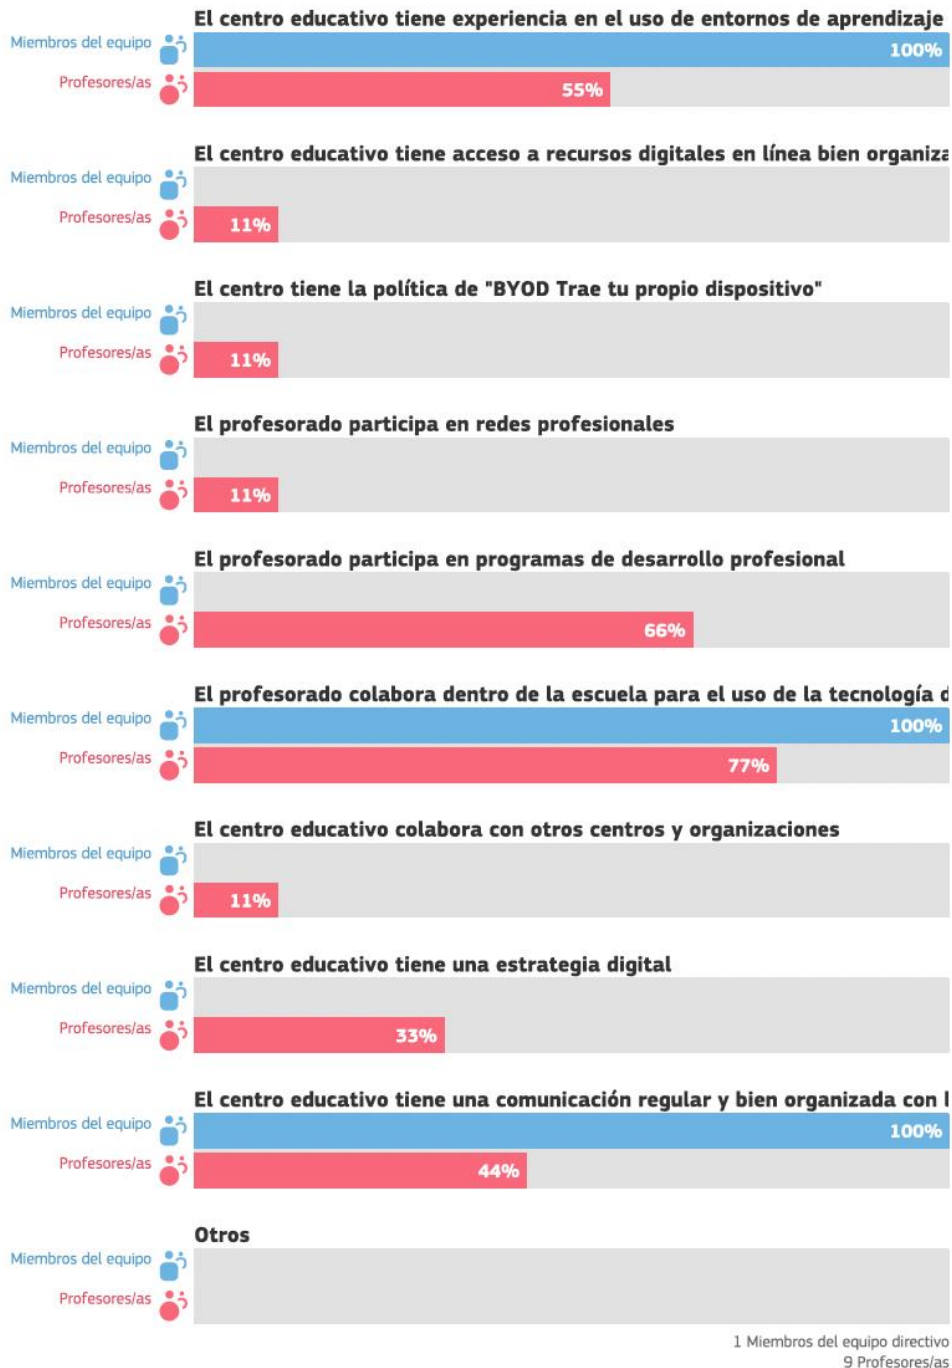 El centro educativo tiene experiencia en el uso de entornos de aprendizaje
Miembros del equipo
100%
Profesores/as
55%
El centro educativo tiene acceso a recursos digitales en línea bien organiza
Miembros del equipo
Profesores/as
11%
El centro tiene la política de "BYOD Trae tu propio dispositivo"
Miembros del equipo
Profesores/as
11%
El profesorado participa en redes profesionales
Miembros del equipo
Profesores/as
11%
El profesorado participa en programas de desarrollo profesional
Miembros del equipo
Profesores/as
66%
El profesorado colabora dentro de la escuela para el uso de la tecnología d
Miembros del equipo
100%
Profesores/as
77%
El centro educativo colabora con otros centros y organizaciones
Miembros del equipo
Profesores/as
11%
El centro educativo tiene una estrategia digital
Miembros del equipo
Profesores/as
33%
El centro educativo tiene una comunicación regular y bien organizada con l
Miembros del equipo
100%
Profesores/as
44%
Otros
Miembros del equipo
Profesores/as
1 Miembros del equipo directivo
9 Profesores/as